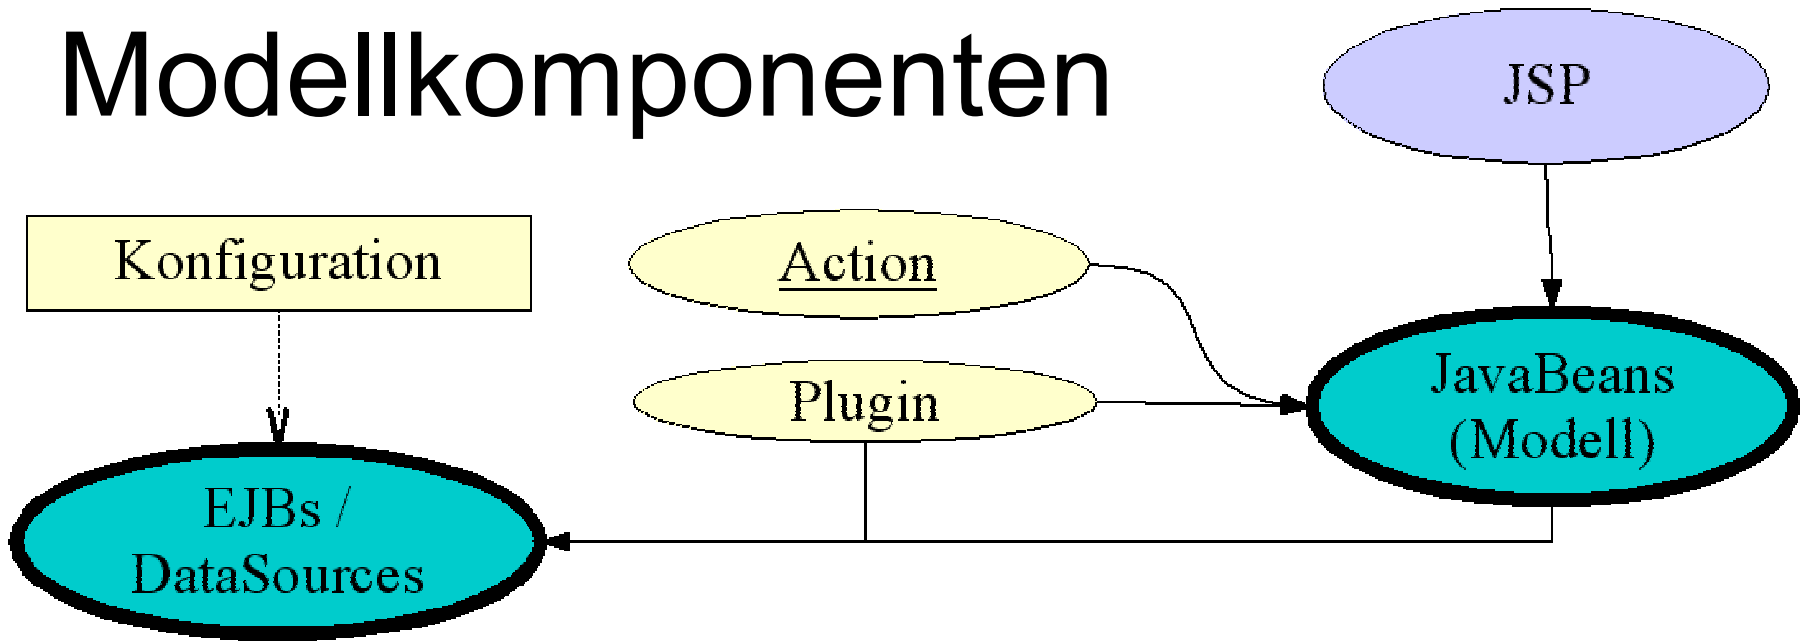 Modellkomponenten
JSP
Konfiguration
Action
Plugin
JavaBeans
(Modell)
EJBs /
DataSources